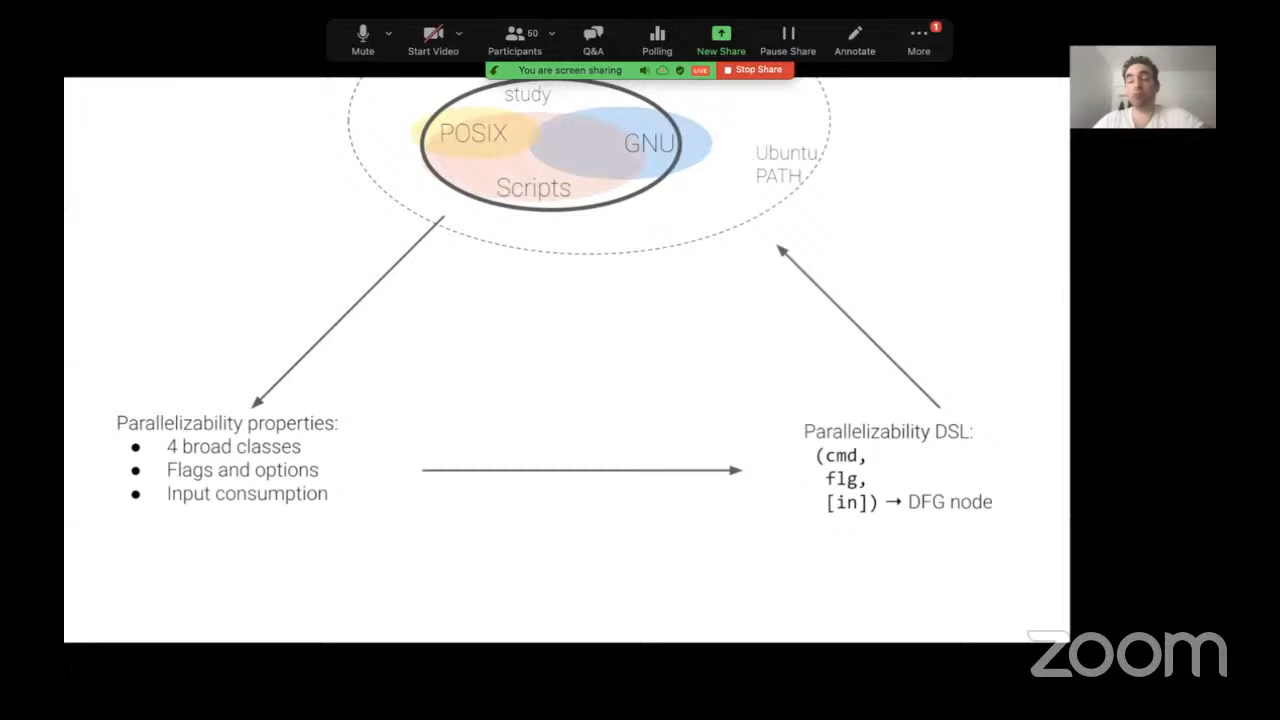 Mute
Start Video
50
Participants
Q&A
Polling
New Share
Pause Share
Annotate
1
More
You are screen sharing
LIVE
Stop Share
study
POSIX
GNU
Scripts
Ubuntu
PATH
Parallelizability properties:
● 4 broad classes
● Flags and options
● Input consumption
Parallelizability DSL:
(cmd,
flg,
[in]) → DFG node
zoom